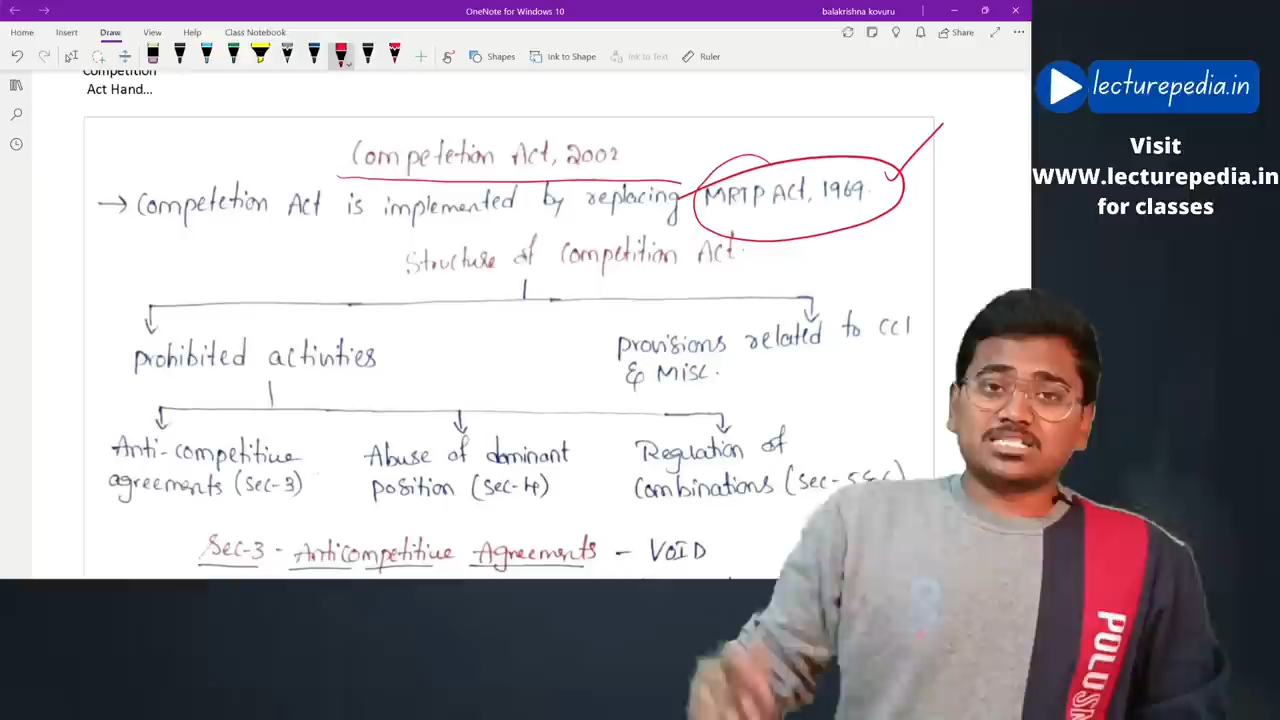 OneNote for Windows 10
balakrishna kovuru
Home Insert Draw View Help Class Notebook
Share
Shapes Ink to Shape Ink to Text Ruler
Competition
Act Hand...
Competetion Act, 2002
→ Competetion Act is implemented by replacing MRTP Act, 1969.
Structure of Competition Act.
Prohibited activities
provisions related to CCI
& Misc.
Anti-competitive
agreements (Sec-3)
Abuse of dominant
position (Sec-4)
Regulation of
Combinations (Sec-5&6)
Sec-3 - Anticompetitive Agreements - VOID
lecturepedia.in
Visit
WWW.lecturepedia.in
for classes
POLU